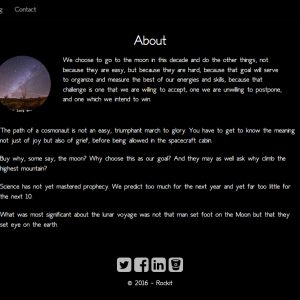 g Contact
About
We choose to go to the moon in this decade and do the other things, not
because they are easy, but because they are hard, because that goal will serve
to organize and measure the best of our energies and skills, because that
challenge is one that we are willing to accept, one we are unwilling to postpone,
and one which we intend to win.
The path of a cosmonaut is not an easy, triumphant march to glory. You have to get to know the meaning
not just of joy but also of grief, before being allowed in the spacecraft cabin.
Buy why, some say, the moon? Why choose this as our goal? And they may as well ask why climb the
highest mountain?
Science has not yet mastered prophecy. We predict too much for the next year and yet far too little for
the next 10.
What was most significant about the lunar voyage was not that man set foot on the Moon but that they
set eye on the earth.
© 2016 - Rockit